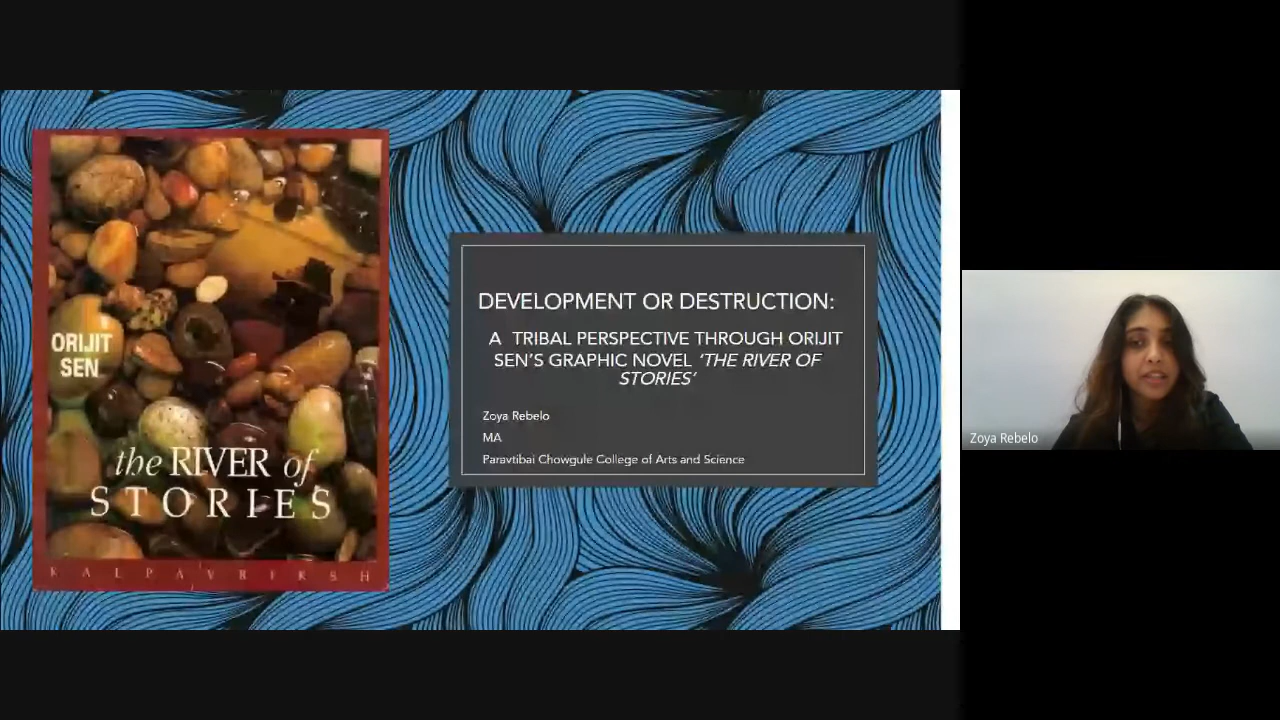 ORIJIT
SEN
the RIVER of
STORIES
KALPAVRIKSH
DEVELOPMENT OR DESTRUCTION:
A TRIBAL PERSPECTIVE THROUGH ORIJIT
SEN'S GRAPHIC NOVEL ‘THE RIVER OF
STORIES’
Zoya Rebelo
MA
Paravtibai Chowgule College of Arts and Science
Zoya Rebelo